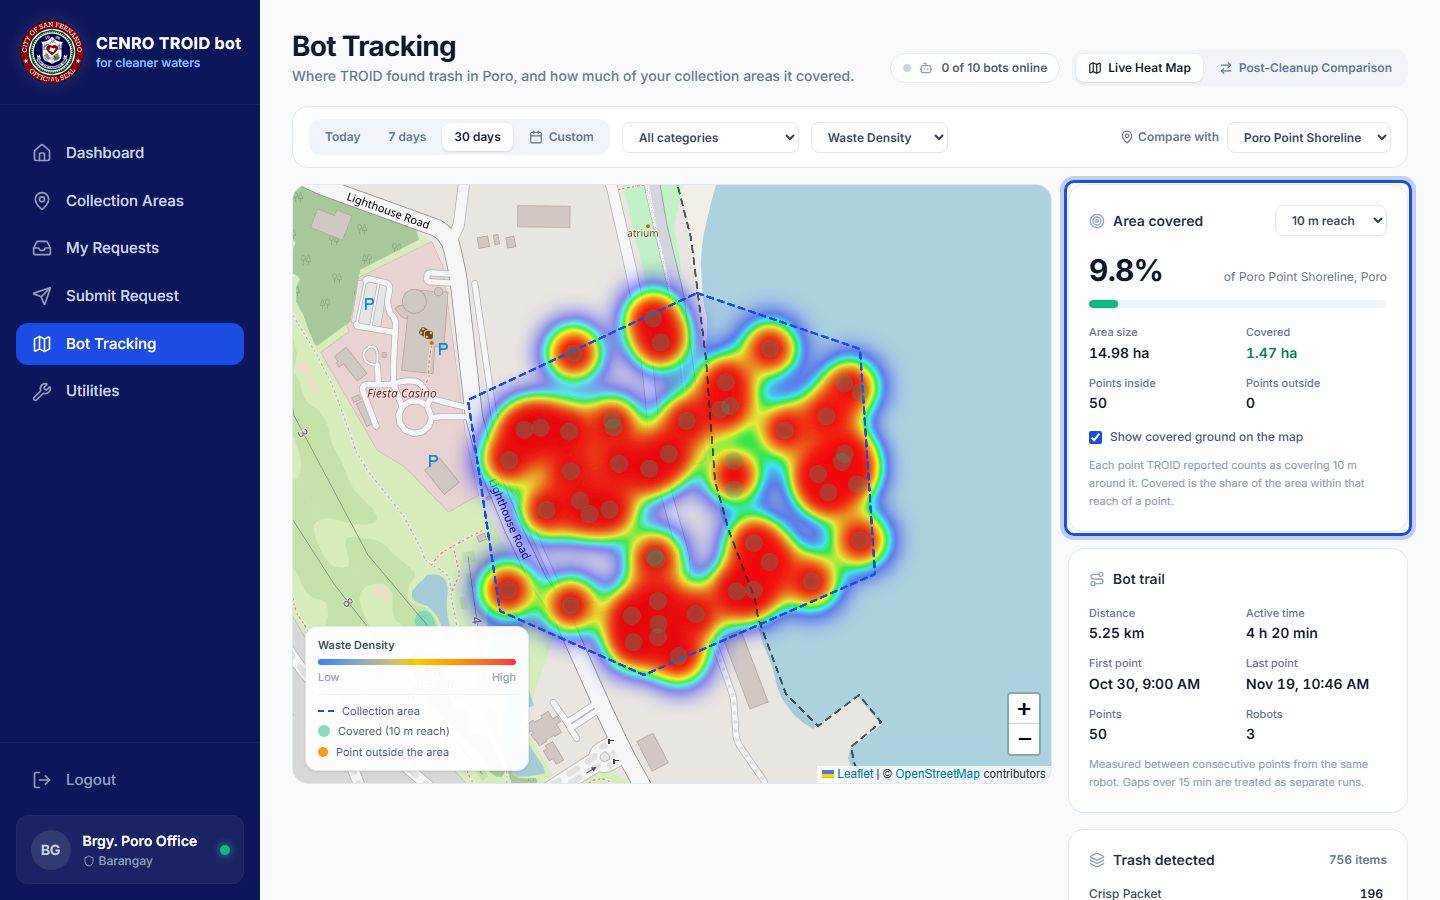 CITY OF SAN FERNANDO
OFFICIAL SEAL
CENRO TROID bot
for cleaner waters
Dashboard
Collection Areas
My Requests
Submit Request
Bot Tracking
Utilities
Logout
BG
Brgy. Poro Office
Barangay
Bot Tracking
Where TROID found trash in Poro, and how much of your collection areas it covered.
0 of 10 bots online
Live Heat Map
Post-Cleanup Comparison
Today
7 days
30 days
Custom
All categories
Waste Density
Compare with
Poro Point Shoreline
Lighthouse Road
atrium
P
P
Fiesta Casino
P
3
Lighthouse Road
8
4
Waste Density
Low
High
Collection area
Covered (10 m reach)
Point outside the area
+
−
Leaflet | © OpenStreetMap contributors
Area covered
10 m reach
9.8%
of Poro Point Shoreline, Poro
Area size
Covered
14.98 ha
1.47 ha
Points inside
Points outside
50
0
Show covered ground on the map
Each point TROID reported counts as covering 10 m
around it. Covered is the share of the area within that
reach of a point.
Bot trail
Distance
Active time
5.25 km
4 h 20 min
First point
Last point
Oct 30, 9:00 AM
Nov 19, 10:46 AM
Points
Robots
50
3
Measured between consecutive points from the same
robot. Gaps over 15 min are treated as separate runs.
Trash detected
756 items
Crisp Packet
196